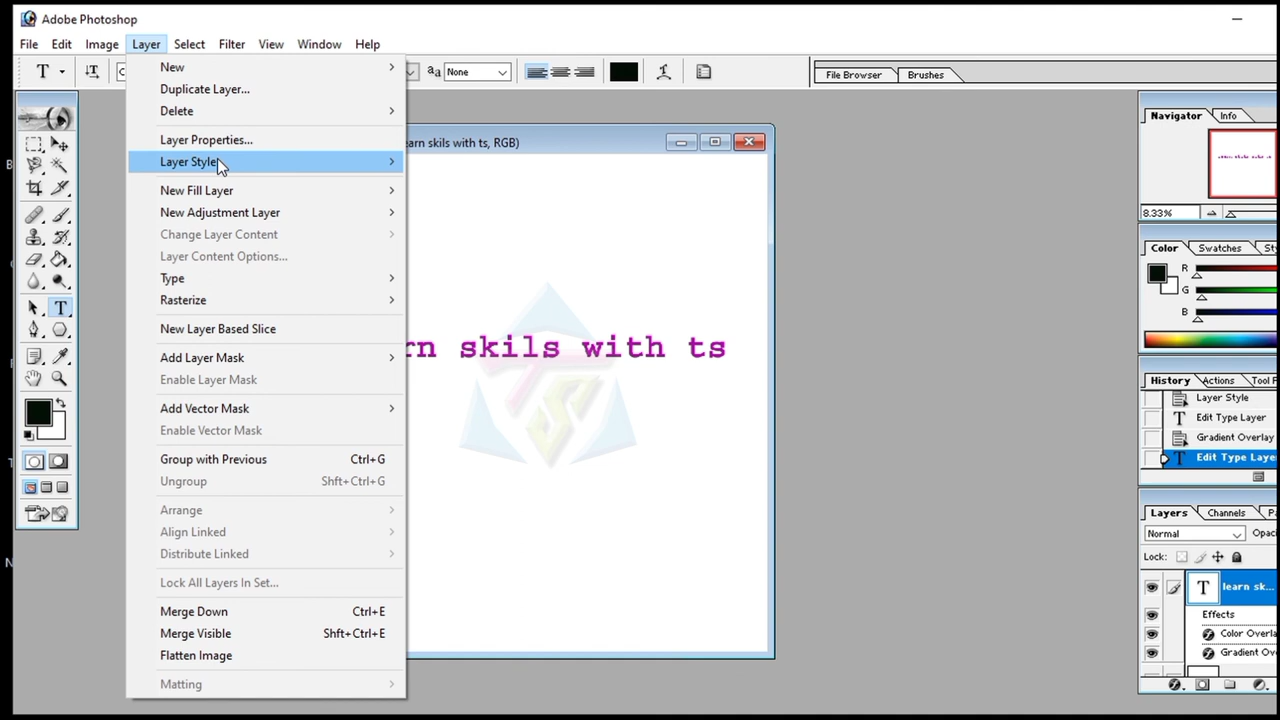 Adobe Photoshop
File Edit Image Layer Select Filter View Window Help
T T aa None File Browser Brushes
New
Duplicate Layer...
Delete
Layer Properties...
Layer Style
New Fill Layer
New Adjustment Layer
Change Layer Content
Layer Content Options...
Type
Rasterize
New Layer Based Slice
Add Layer Mask
Enable Layer Mask
Add Vector Mask
Enable Vector Mask
Group with Previous Ctrl+G
Ungroup Shft+Ctrl+G
Arrange
Align Linked
Distribute Linked
Lock All Layers In Set...
Merge Down Ctrl+E
Merge Visible Shft+Ctrl+E
Flatten Image
Matting
earn skils with ts, RGB)
rn skils with ts
TS
Navigator Info
8.33%
Color Swatches Sty
R
G
B
History Actions Tool P
Layer Style
Edit Type Layer
Gradient Overlay
Edit Type Laye
Layers Channels Pa
Normal Opaci
Lock:
T learn sk...
Effects
Color Overla
Gradient Ov